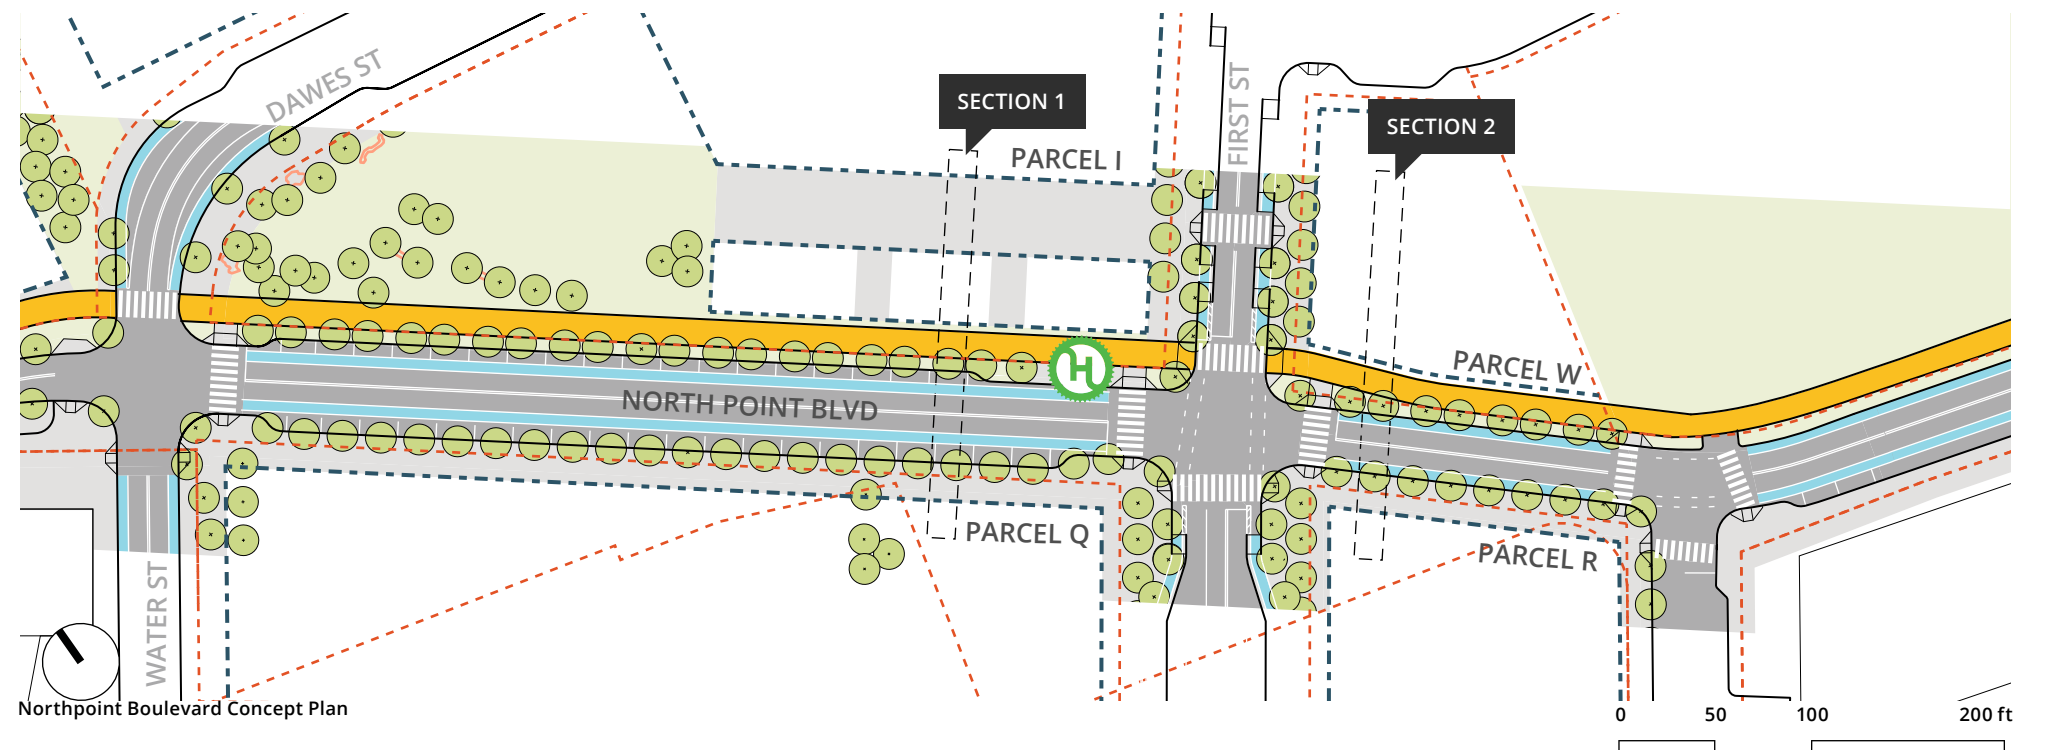 DAWES ST
SECTION 1
FIRST ST
SECTION 2
PARCEL I
PARCEL W
H
NORTH POINT BLVD
PARCEL Q
PARCEL R
WATER ST
Northpoint Boulevard Concept Plan
0 50 100 200 ft